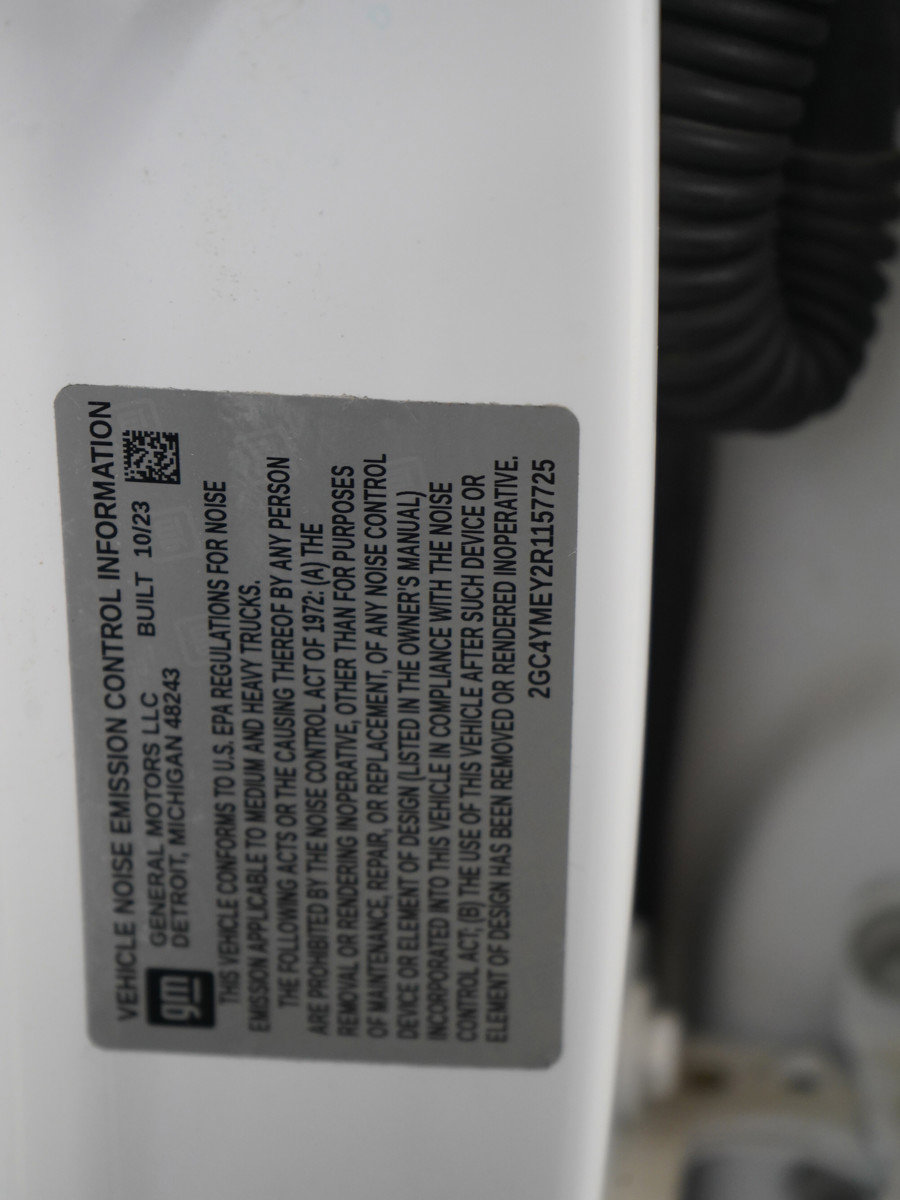 VEHICLE NOISE EMISSION CONTROL INFORMATION
gm
GENERAL MOTORS LLC BUILT 10/23
DETROIT, MICHIGAN 48243
THIS VEHICLE CONFORMS TO U.S. EPA REGULATIONS FOR NOISE
EMISSION APPLICABLE TO MEDIUM AND HEAVY TRUCKS.
THE FOLLOWING ACTS OR THE CAUSING THEREOF BY ANY PERSON
ARE PROHIBITED BY THE NOISE CONTROL ACT OF 1972: (A) THE
REMOVAL OR RENDERING INOPERATIVE, OTHER THAN FOR PURPOSES
OF MAINTENANCE, REPAIR, OR REPLACEMENT, OF ANY NOISE CONTROL
DEVICE OR ELEMENT OF DESIGN (LISTED IN THE OWNER'S MANUAL)
INCORPORATED INTO THIS VEHICLE IN COMPLIANCE WITH THE NOISE
CONTROL ACT; (B) THE USE OF THIS VEHICLE AFTER SUCH DEVICE OR
ELEMENT OF DESIGN HAS BEEN REMOVED OR RENDERED INOPERATIVE.
2GC4YMEY2R1157725